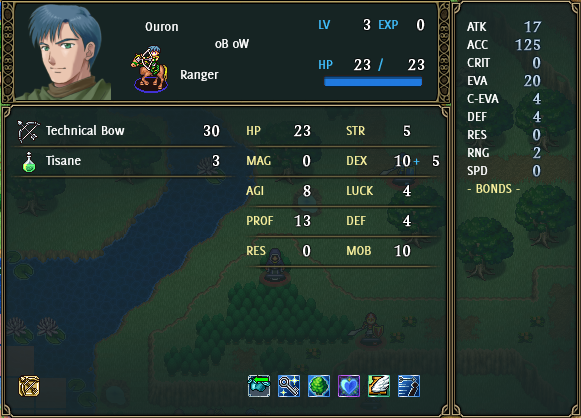 Ouron
oB oW
Ranger
LV 3 EXP 0
HP 23 / 23
Technical Bow 30
Tisane 3
HP 23 STR 5
MAG 0 DEX 10 + 5
AGI 8 LUCK 4
PROF 13 DEF 4
RES 0 MOB 10
ATK 17
ACC 125
CRIT 0
EVA 20
C-EVA 4
DEF 4
RES 0
RNG 2
SPD 0
- BONDS -